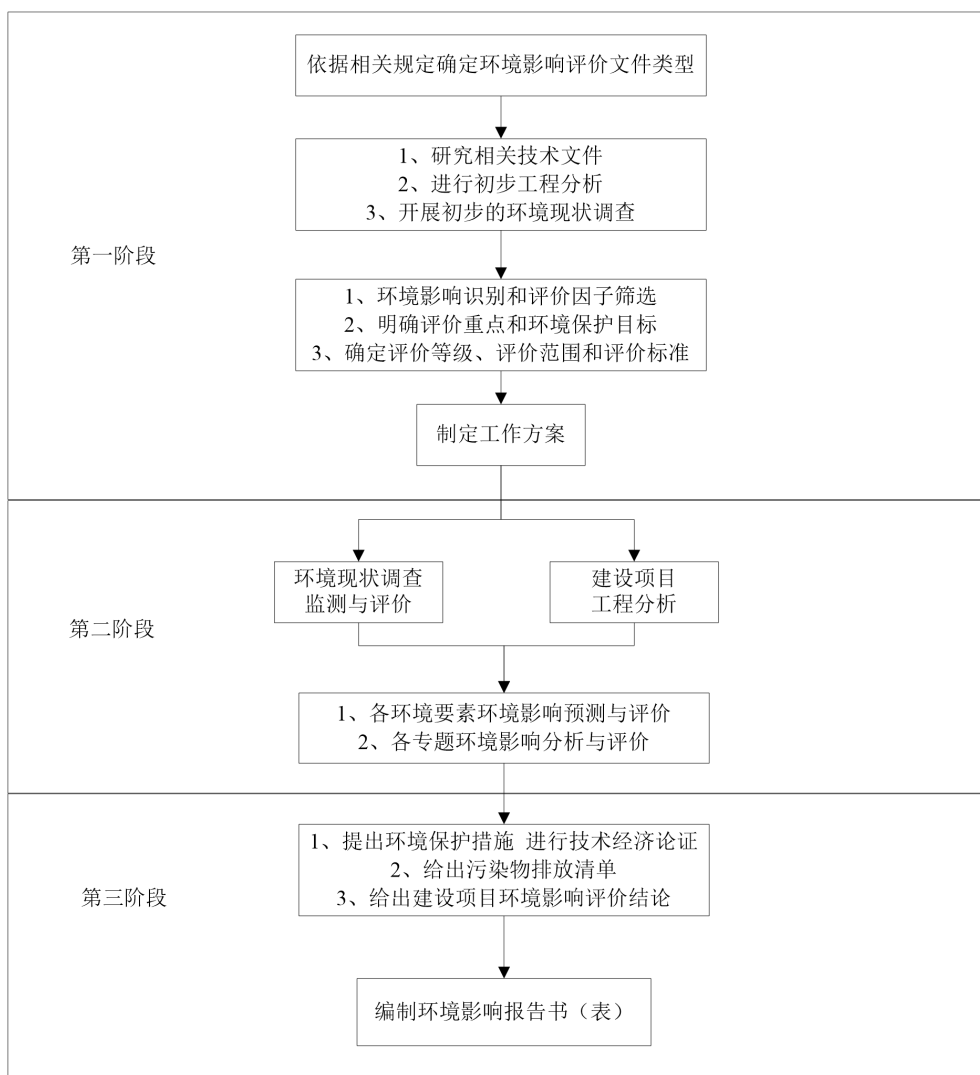 依据相关规定确定环境影响评价文件类型
1、研究相关技术文件
2、进行初步工程分析
3、开展初步的环境现状调查
第一阶段
1、环境影响识别和评价因子筛选
2、明确评价重点和环境保护目标
3、确定评价等级、评价范围和评价标准
制定工作方案
环境现状调查
监测与评价
建设项目
工程分析
第二阶段
1、各环境要素环境影响预测与评价
2、各专题环境影响分析与评价
1、提出环境保护措施 进行技术经济论证
2、给出污染物排放清单
3、给出建设项目环境影响评价结论
第三阶段
编制环境影响报告书（表）